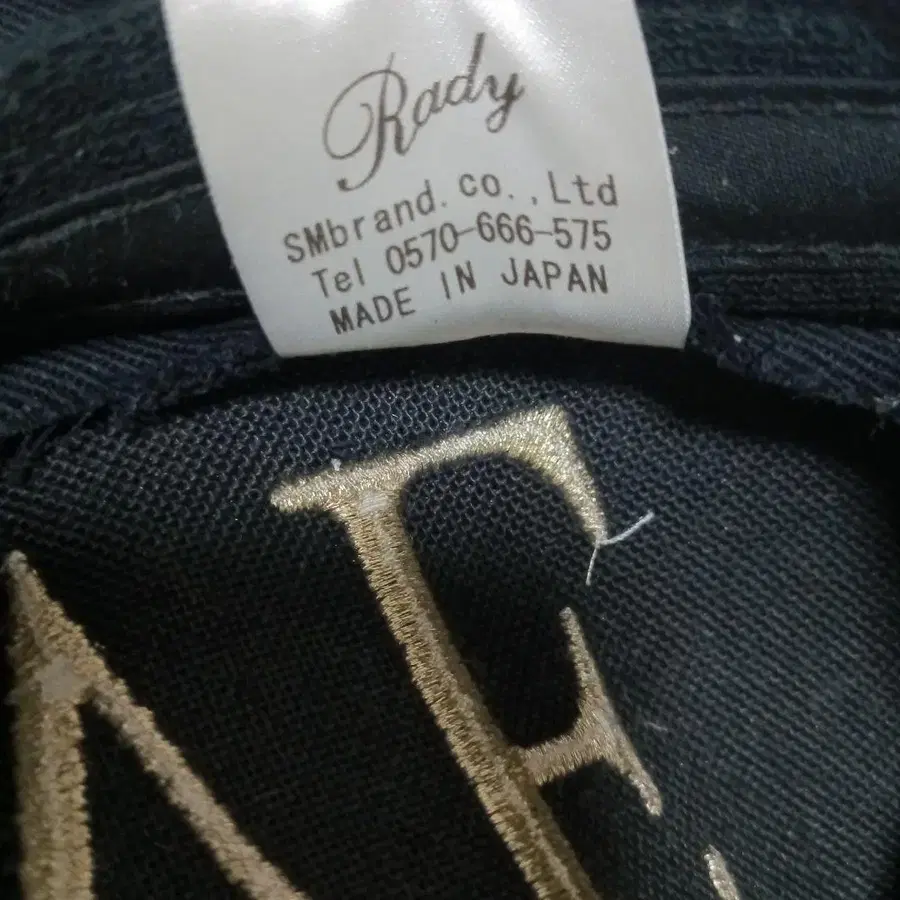 Rady
SMbrand.co.,Ltd
Tel 0570-666-575
MADE IN JAPAN